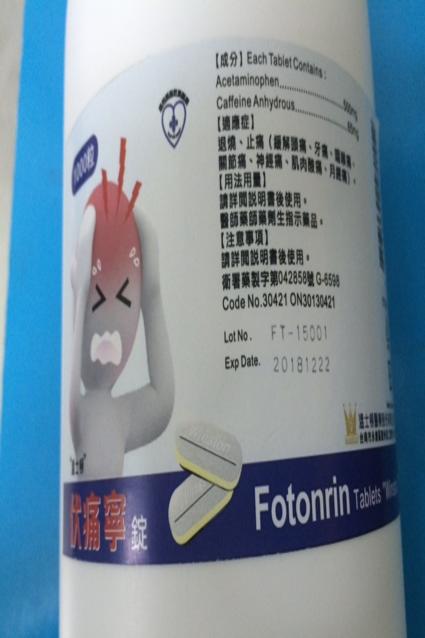 【成分】Each Tablet Contains :
Acetaminophen......500mg
Caffeine Anhydrous......
【適應症】
退燒、止痛（緩解頭痛、牙痛、咽喉痛、
關節痛、神經痛、肌肉酸痛、月經痛）。
【用法用量】
請詳閱說明書後使用。
醫師藥師藥劑生指示藥品。
【注意事項】
請詳閱說明書後使用。
衛署藥製字第042858號 G-6598
Code No.30421 ON30130421
Lot No. FT-15001
Exp Date. 20181222
1000粒
"溫士頓"
伏痛寧 錠
Fotonrin Tablets